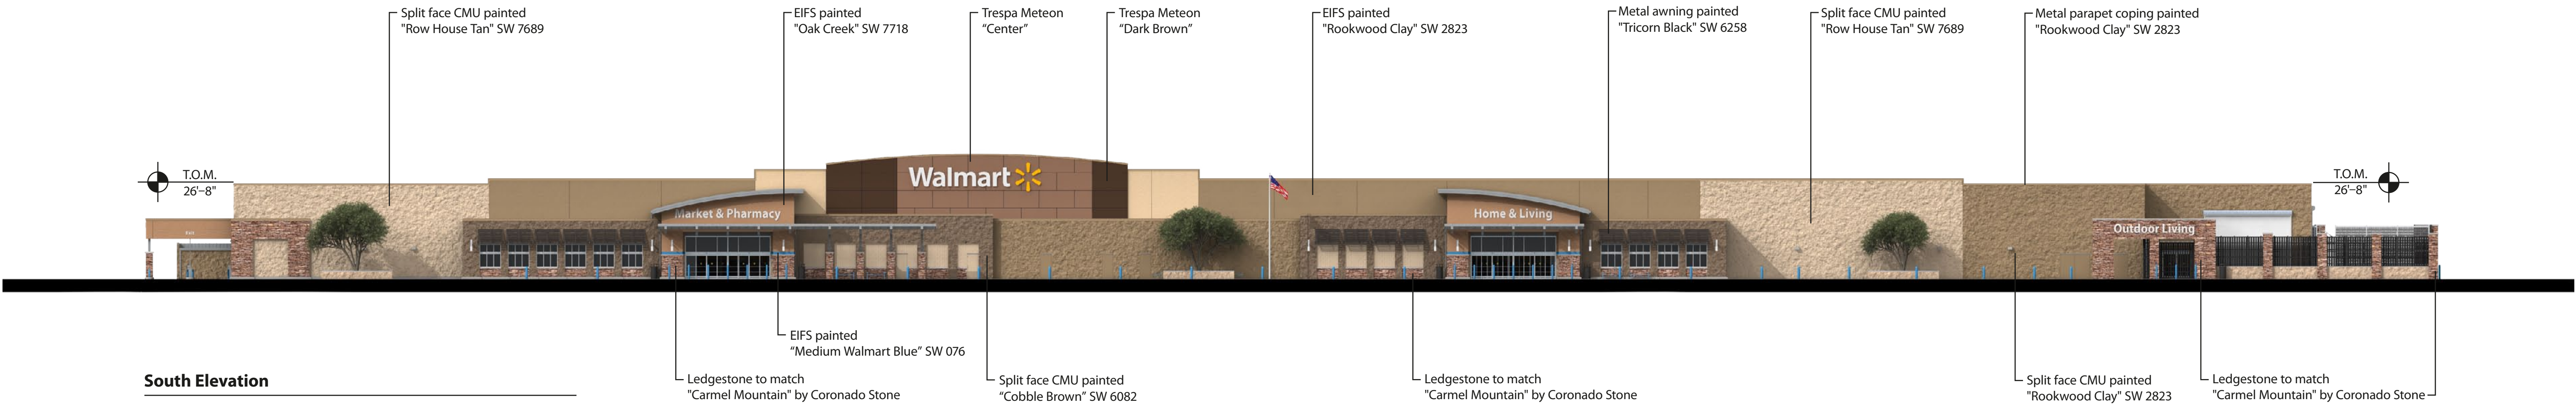 Split face CMU painted
"Row House Tan" SW 7689
EIFS painted
"Oak Creek" SW 7718
Trespa Meteon
“Center”
Trespa Meteon
“Dark Brown”
EIFS painted
"Rookwood Clay" SW 2823
Metal awning painted
"Tricorn Black" SW 6258
Split face CMU painted
"Row House Tan" SW 7689
Metal parapet coping painted
"Rookwood Clay" SW 2823
T.O.M.
26'–8"
Walmart
Market & Pharmacy
Home & Living
Outdoor Living
T.O.M.
26'–8"
EIFS painted
“Medium Walmart Blue” SW 076
South Elevation
Ledgestone to match
"Carmel Mountain" by Coronado Stone
Split face CMU painted
“Cobble Brown” SW 6082
Ledgestone to match
"Carmel Mountain" by Coronado Stone
Split face CMU painted
"Rookwood Clay" SW 2823
Ledgestone to match
"Carmel Mountain" by Coronado Stone